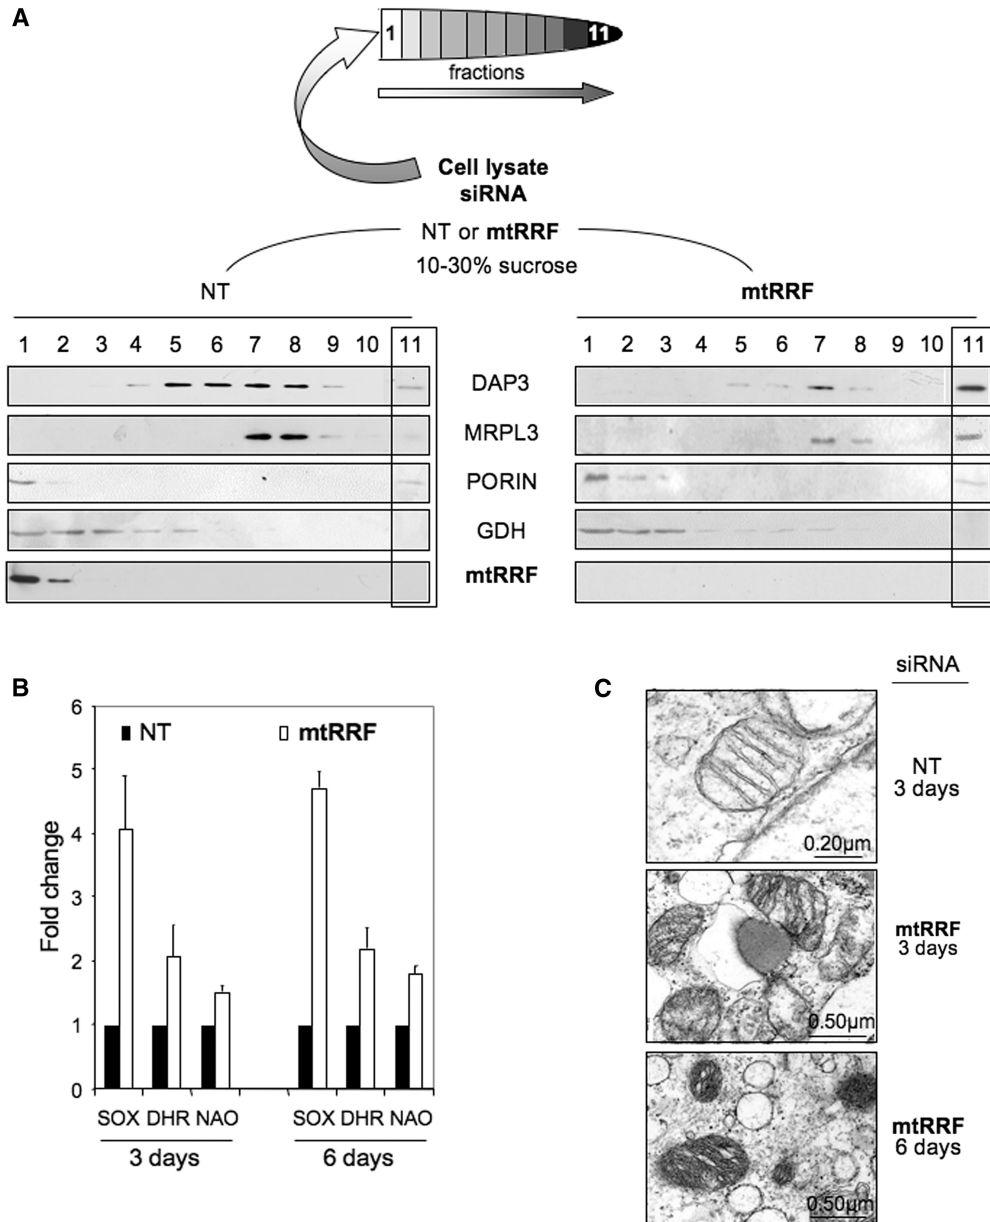 A
1 11
fractions
Cell lysate
siRNA
NT or mtRRF
10-30% sucrose
NT mtRRF
1 2 3 4 5 6 7 8 9 10 11 1 2 3 4 5 6 7 8 9 10 11
DAP3
MRPL3
PORIN
GDH
mtRRF
B
Fold change
6
5
4
3
2
1
0
NT mtRRF
SOX DHR NAO SOX DHR NAO
3 days 6 days
C
siRNA
NT
3 days
0.20µm
mtRRF
3 days
0.50µm
mtRRF
6 days
0.50µm